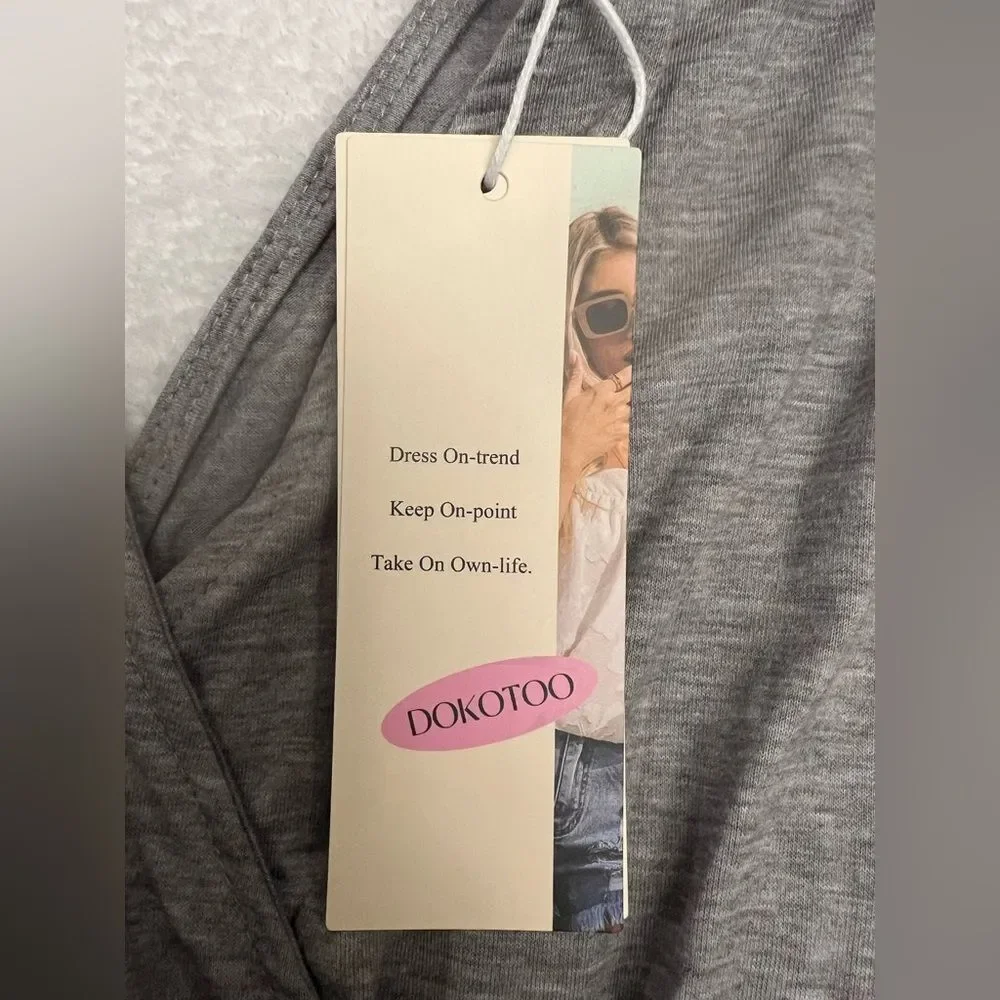 Dress On-trend
Keep On-point
Take On Own-life.
DOKOTOO